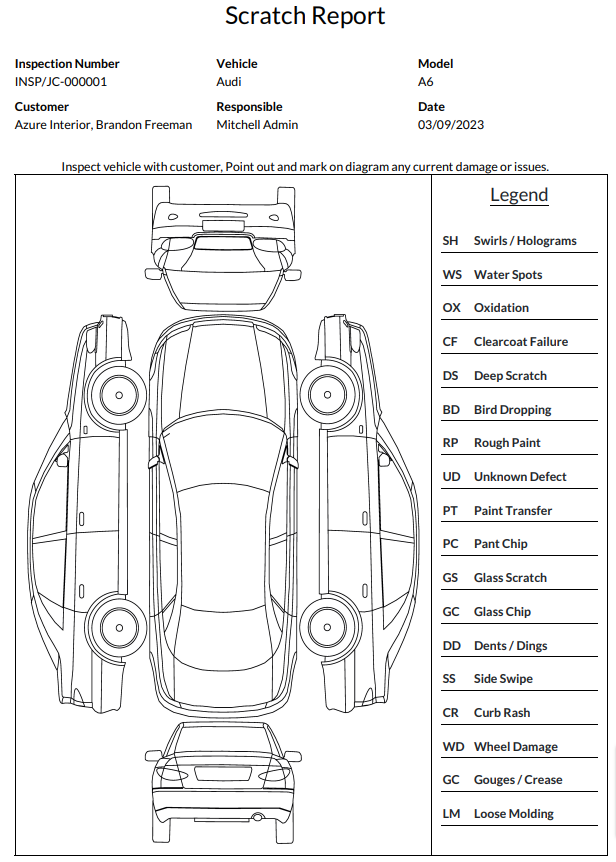 Scratch Report
Inspection Number Vehicle Model
INSP/JC-000001 Audi A6
Customer Responsible Date
Azure Interior, Brandon Freeman Mitchell Admin 03/09/2023
Inspect vehicle with customer, Point out and mark on diagram any current damage or issues.
Legend
SH Swirls / Holograms
WS Water Spots
OX Oxidation
CF Clearcoat Failure
DS Deep Scratch
BD Bird Dropping
RP Rough Paint
UD Unknown Defect
PT Paint Transfer
PC Pant Chip
GS Glass Scratch
GC Glass Chip
DD Dents / Dings
SS Side Swipe
CR Curb Rash
WD Wheel Damage
GC Gouges / Crease
LM Loose Molding